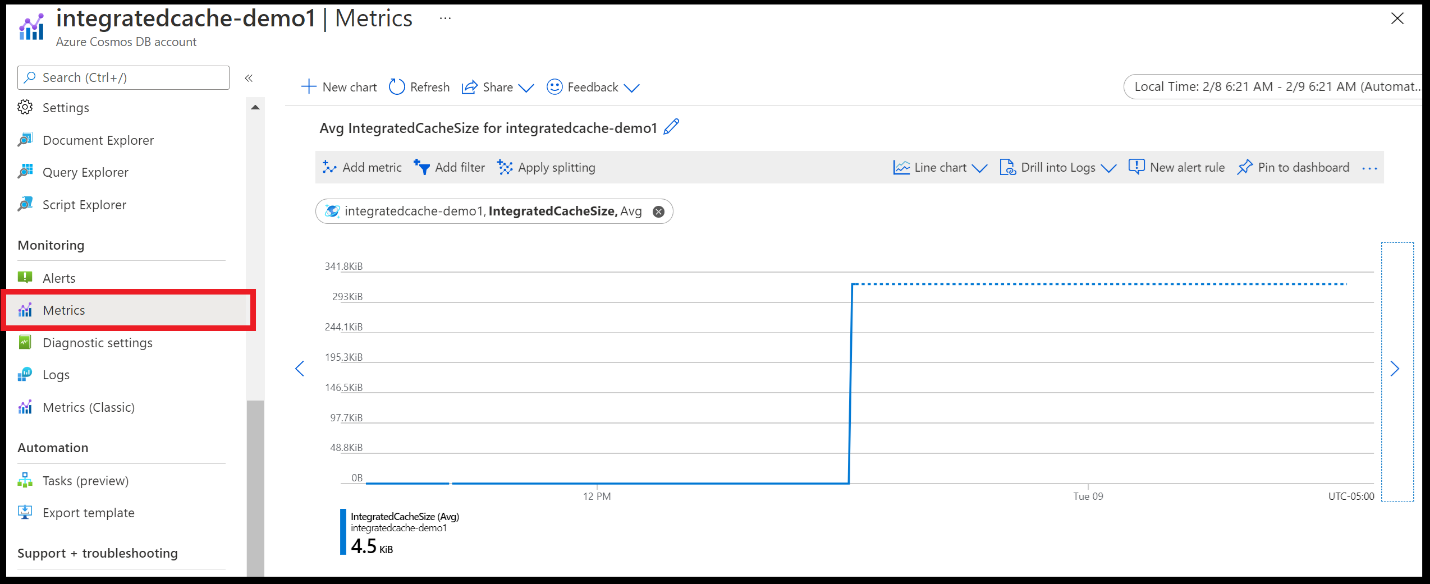 integratedcache-demo1 | Metrics ...
Azure Cosmos DB account
Search (Ctrl+/) «
Settings
Document Explorer
Query Explorer
Script Explorer
Monitoring
Alerts
Metrics
Diagnostic settings
Logs
Metrics (Classic)
Automation
Tasks (preview)
Export template
Support + troubleshooting
New chart Refresh Share Feedback
Local Time: 2/8 6:21 AM - 2/9 6:21 AM (Automat...
Avg IntegratedCacheSize for integratedcache-demo1
Add metric Add filter Apply splitting Line chart Drill into Logs New alert rule Pin to dashboard ...
integratedcache-demo1, IntegratedCacheSize, Avg
341.8KiB
293KiB
244.1KiB
195.3KiB
146.5KiB
97.7KiB
48.8KiB
0B
12 PM Tue 09 UTC-05:00
IntegratedCacheSize (Avg)
integratedcache-demo1
4.5 KiB